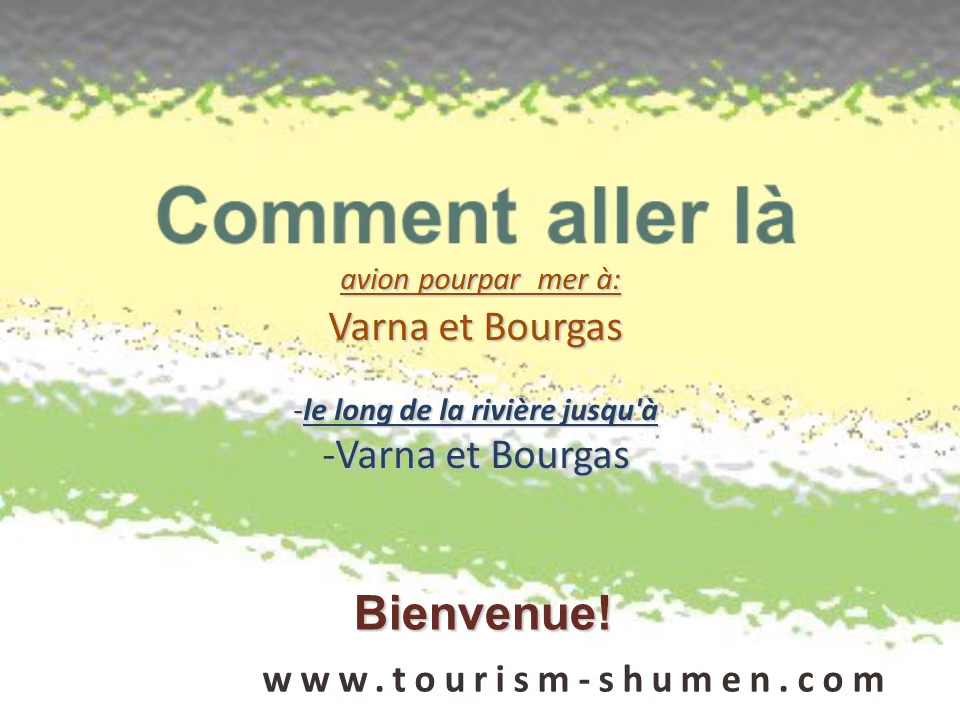 Comment aller là
avion pourpar  mer à:
Varna et Bourgas
-le long de la rivière jusqu'à
-Varna et Bourgas
Bienvenue!
www.tourism-shumen.com